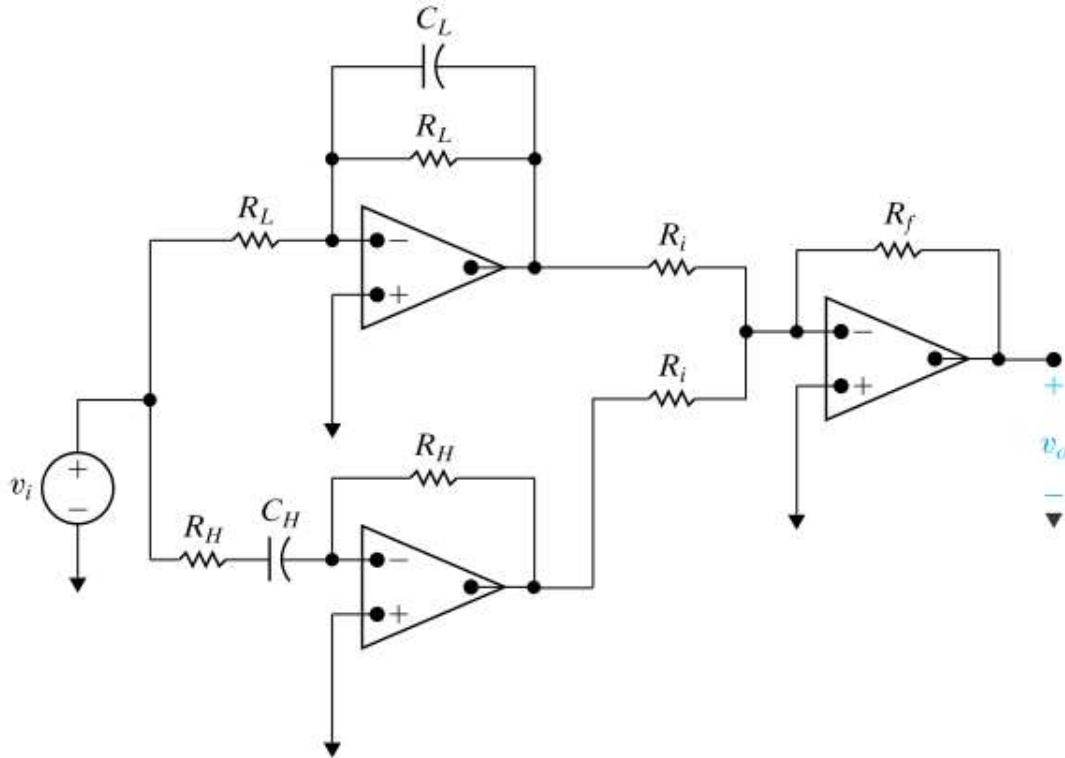 C_L
R_L
R_L
−
+
R_i
R_f
−
+
+
v_o
−
R_i
+
v_i
−
R_H
R_H
C_H
−
+